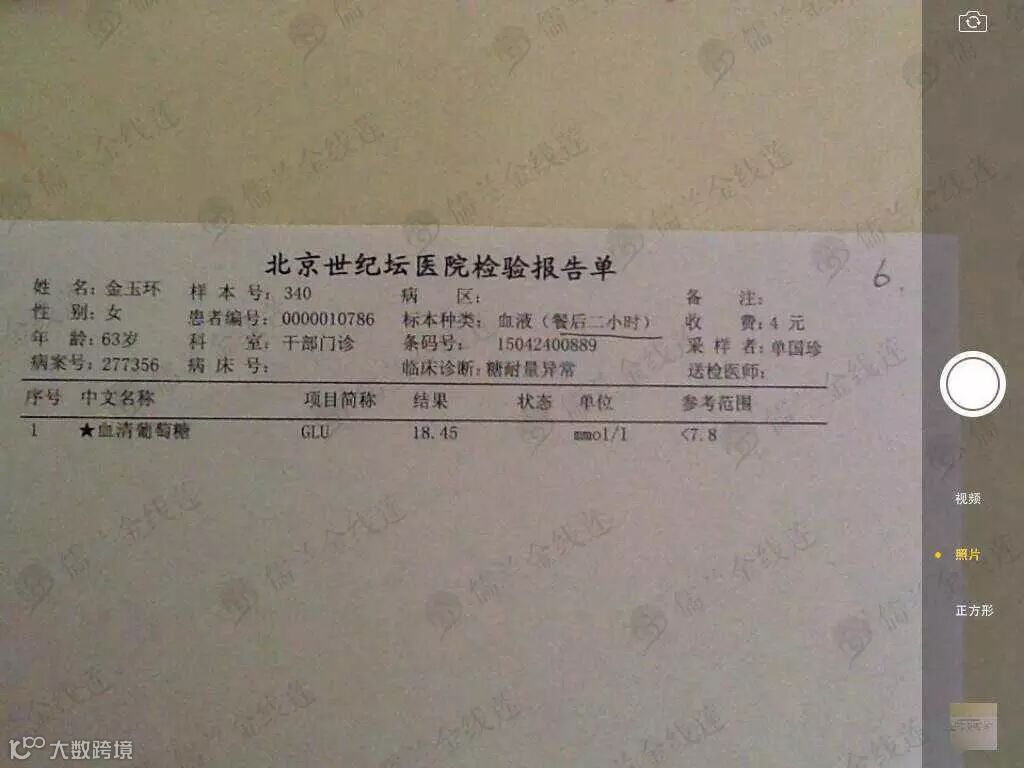 北京世纪坛医院检验报告单
6.
姓 名:金玉环 样 本 号:340 病 区: 备 注:
性 别:女 患者编号:0000010786 标本种类:血液(餐后二小时) 收 费:4 元
年 龄:63岁 科 室:干部门诊 条码号: 15042400889 采 样 者:单国珍
病案号:277356 病 床 号: 临床诊断:糖耐量异常 送检医师:
序号 中文名称 项目简称 结果 状态 单位 参考范围
1 ★血清葡萄糖 GLU 18.45 mmol/l <7.8
视频
照片
正方形
儒兰金线莲
大数跨境